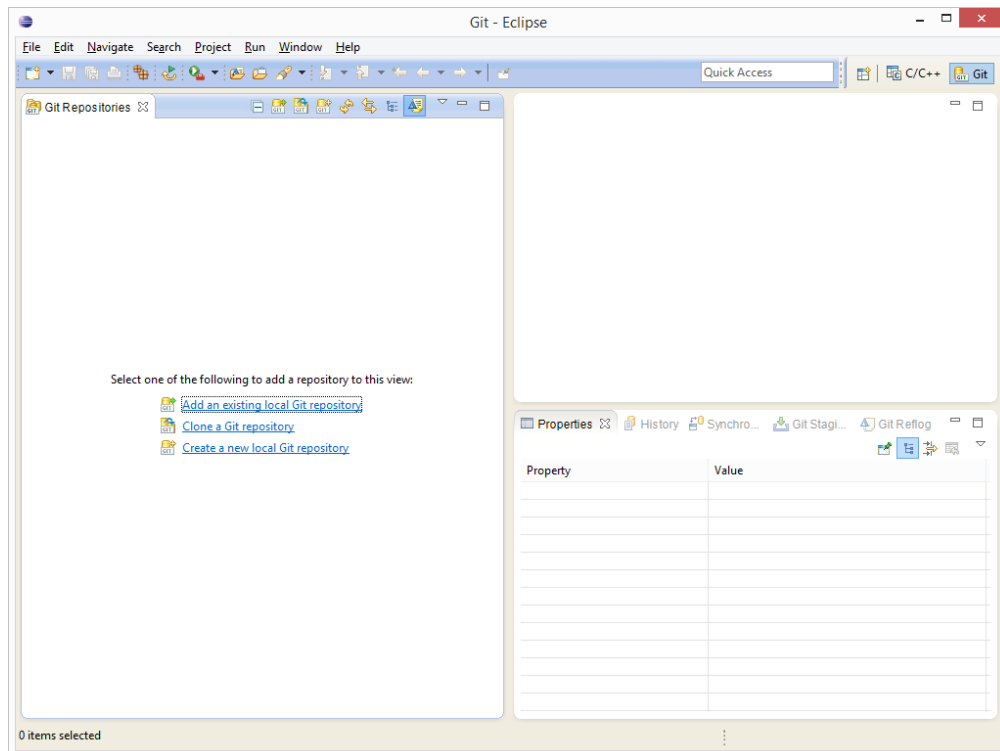 Git - Eclipse
File Edit Navigate Search Project Run Window Help
Quick Access
C/C++
Git
Git Repositories
Select one of the following to add a repository to this view:
Add an existing local Git repository
Clone a Git repository
Create a new local Git repository
Properties
History
Synchro...
Git Stagi...
Git Reflog
Property Value
0 items selected